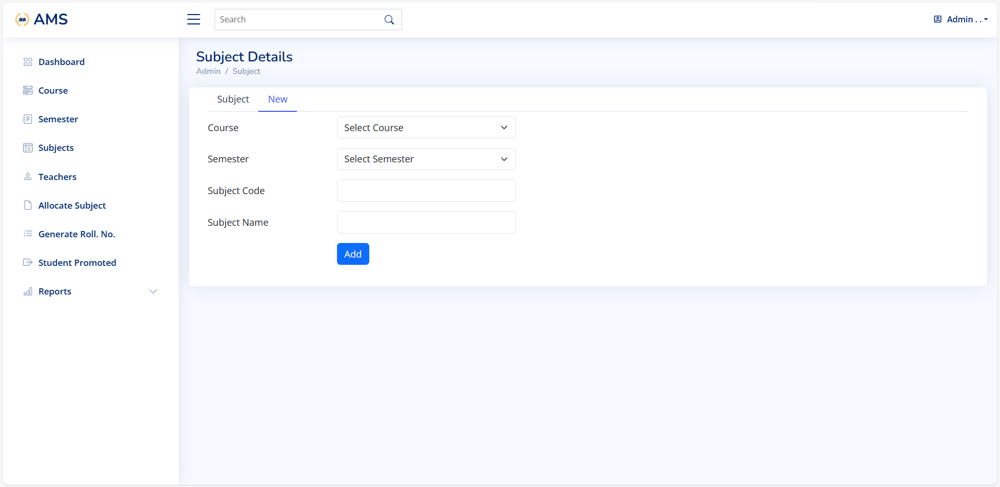 AMS
Search
Admin . .
Dashboard
Course
Semester
Subjects
Teachers
Allocate Subject
Generate Roll. No.
Student Promoted
Reports
Subject Details
Admin / Subject
Subject New
Course Select Course
Semester Select Semester
Subject Code
Subject Name
Add